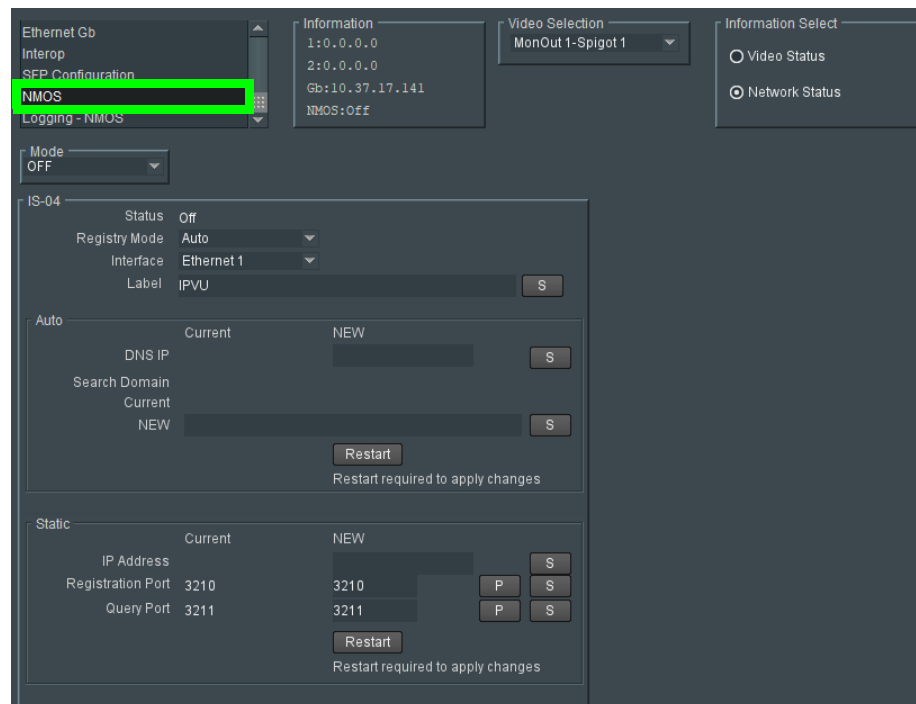 Ethernet Gb
Interop
SFP Configuration
NMOS
Logging - NMOS
Information
1:0.0.0.0
2:0.0.0.0
Gb:10.37.17.141
NMOS:Off
Video Selection
MonOut 1-Spigot 1
Information Select
Video Status
Network Status
Mode
OFF
IS-04
Status Off
Registry Mode Auto
Interface Ethernet 1
Label IPVU S
Auto
Current NEW
DNS IP S
Search Domain
Current
NEW S
Restart
Restart required to apply changes
Static
Current NEW
IP Address S
Registration Port 3210 3210 P S
Query Port 3211 3211 P S
Restart
Restart required to apply changes